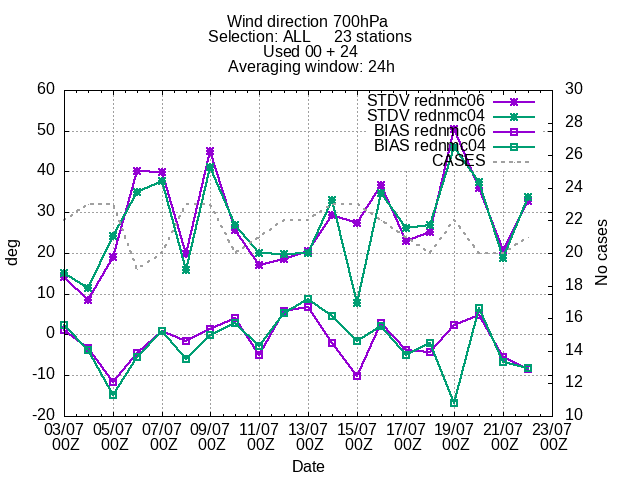 Wind direction 700hPa
Selection: ALL 23 stations
Used 00 + 24
Averaging window: 24h
STDV rednmc06
STDV rednmc04
BIAS rednmc06
BIAS rednmc04
CASES
60
50
40
30
20
10
0
-10
-20
deg
30
28
26
24
22
20
18
16
14
12
10
No cases
03/07 05/07 07/07 09/07 11/07 13/07 15/07 17/07 19/07 21/07 23/07
00Z 00Z 00Z 00Z 00Z 00Z 00Z 00Z 00Z 00Z 00Z
Date